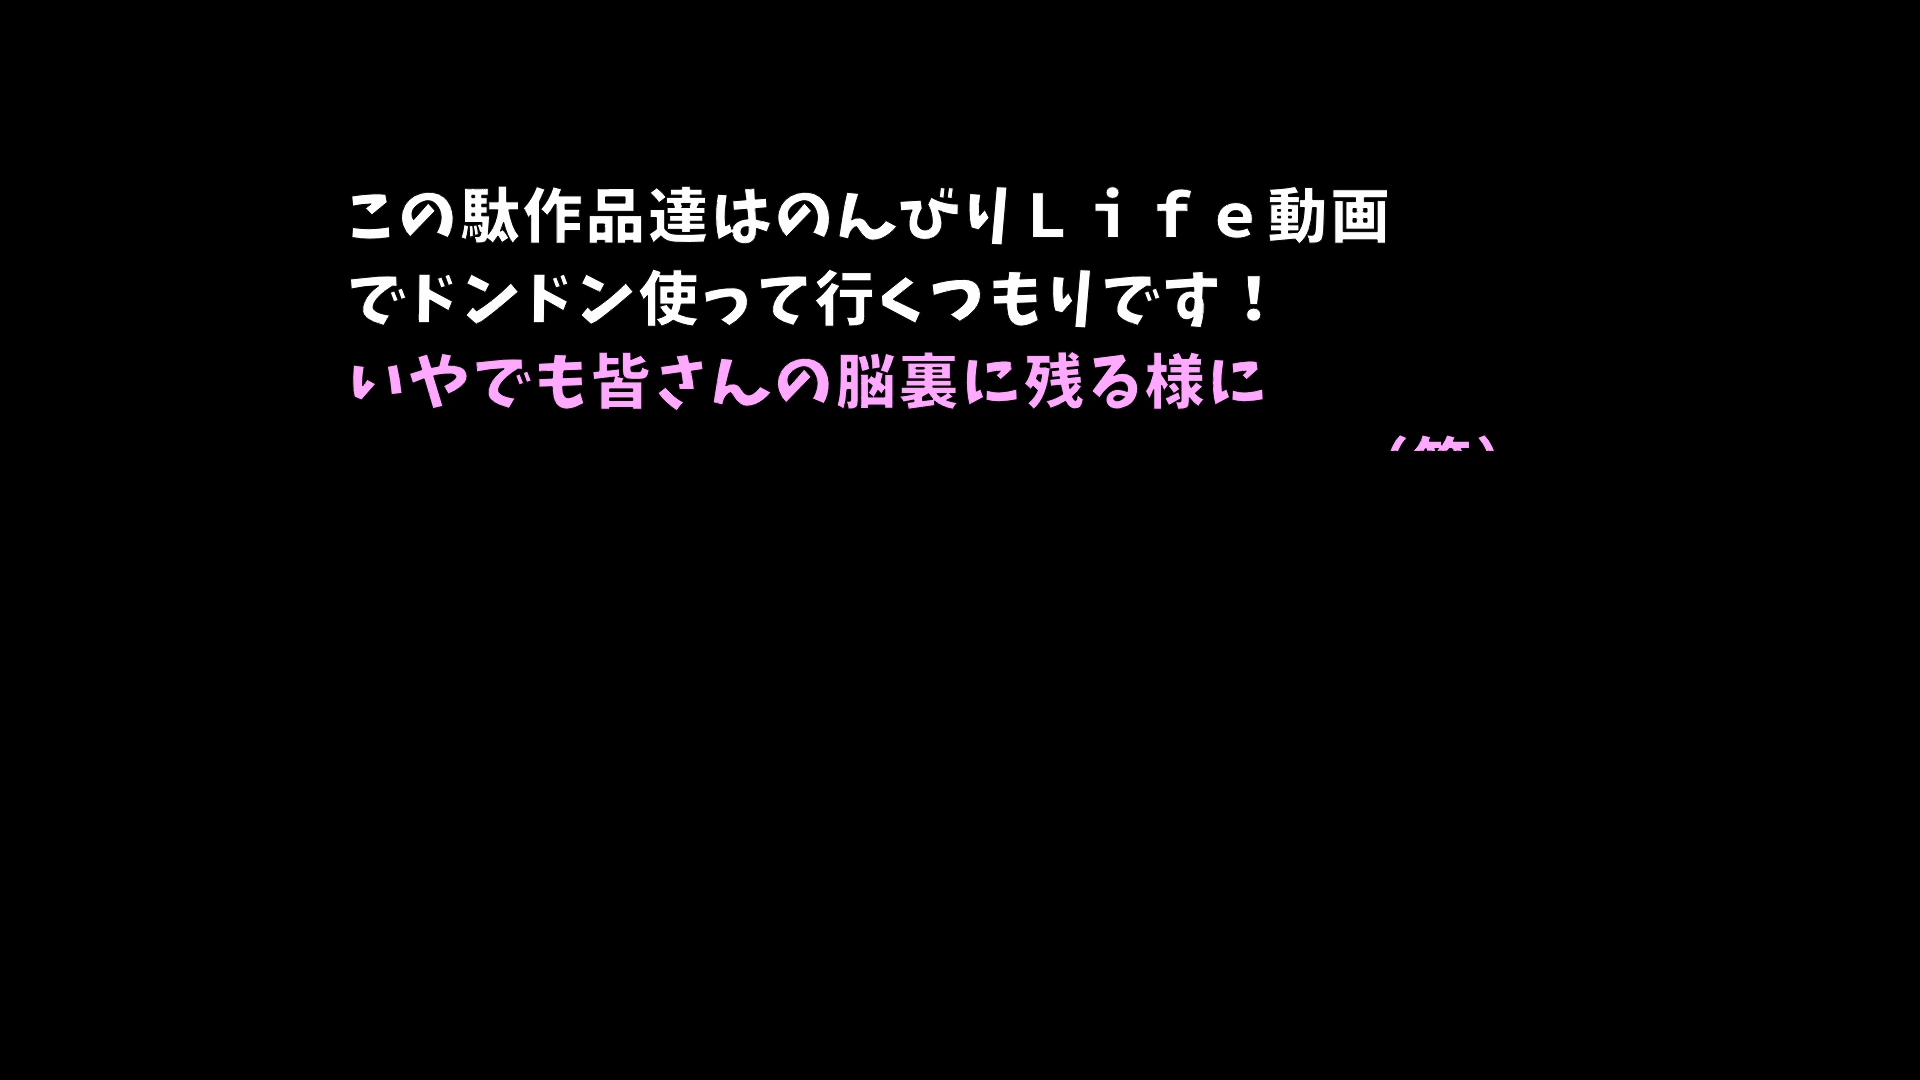 この駄作品達はのんびりＬｉｆｅ動画
でドンドン使って行くつもりです！
いやでも皆さんの脳裏に残る様に